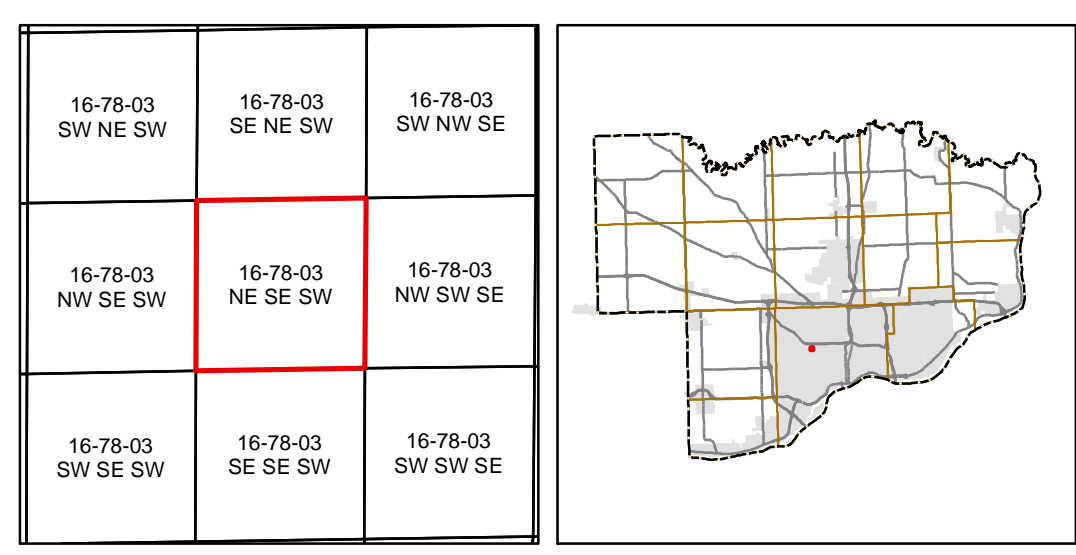 16-78-03
SW NE SW
16-78-03
SE NE SW
16-78-03
SW NW SE
16-78-03
NW SE SW
16-78-03
NE SE SW
16-78-03
NW SW SE
16-78-03
SW SE SW
16-78-03
SE SE SW
16-78-03
SW SW SE